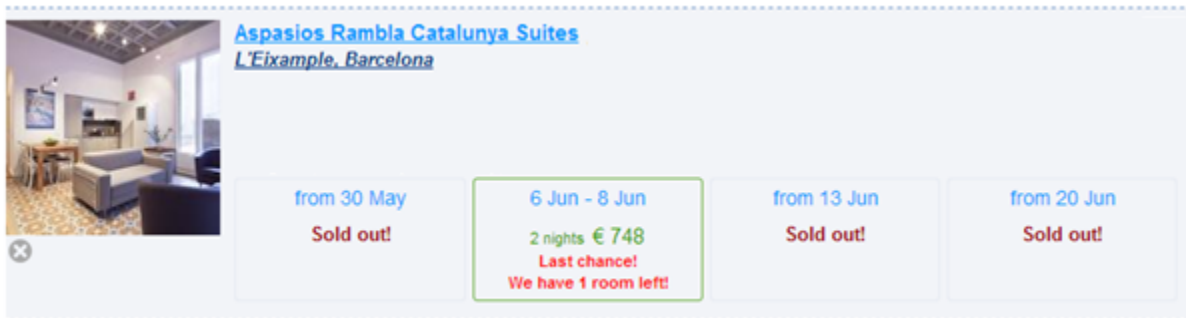 Aspasios Rambla Catalunya Suites
L'Eixample, Barcelona
from 30 May
Sold out!
6 Jun - 8 Jun
2 nights € 748
Last chance!
We have 1 room left!
from 13 Jun
Sold out!
from 20 Jun
Sold out!